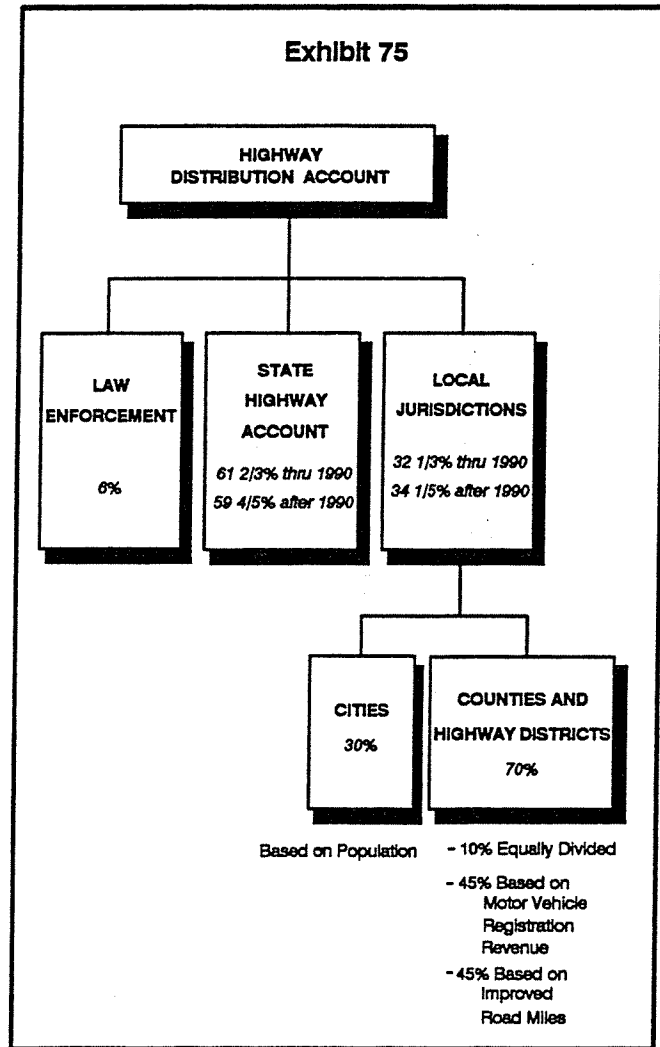 Exhibit 75
HIGHWAY
DISTRIBUTION ACCOUNT
LAW
ENFORCEMENT
6%
STATE
HIGHWAY
ACCOUNT
61 2/3% thru 1990
59 4/5% after 1990
LOCAL
JURISDICTIONS
32 1/3% thru 1990
34 1/5% after 1990
CITIES
30%
Based on Population
COUNTIES AND
HIGHWAY DISTRICTS
70%
- 10% Equally Divided
- 45% Based on
Motor Vehicle
Registration
Revenue
- 45% Based on
Improved
Road Miles